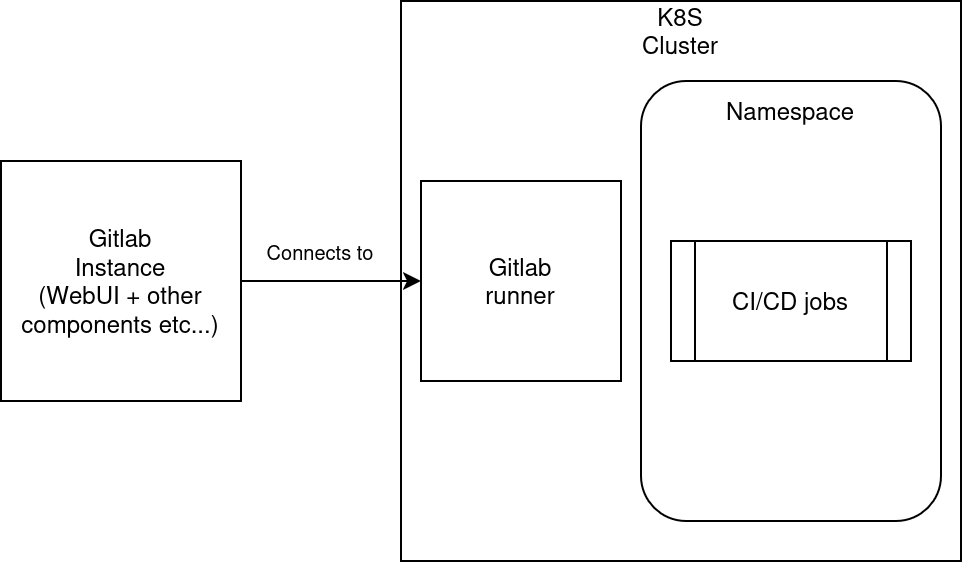 K8S
Cluster
Namespace
Gitlab
Instance
(WebUI + other
components etc...)
Connects to
Gitlab
runner
CI/CD jobs